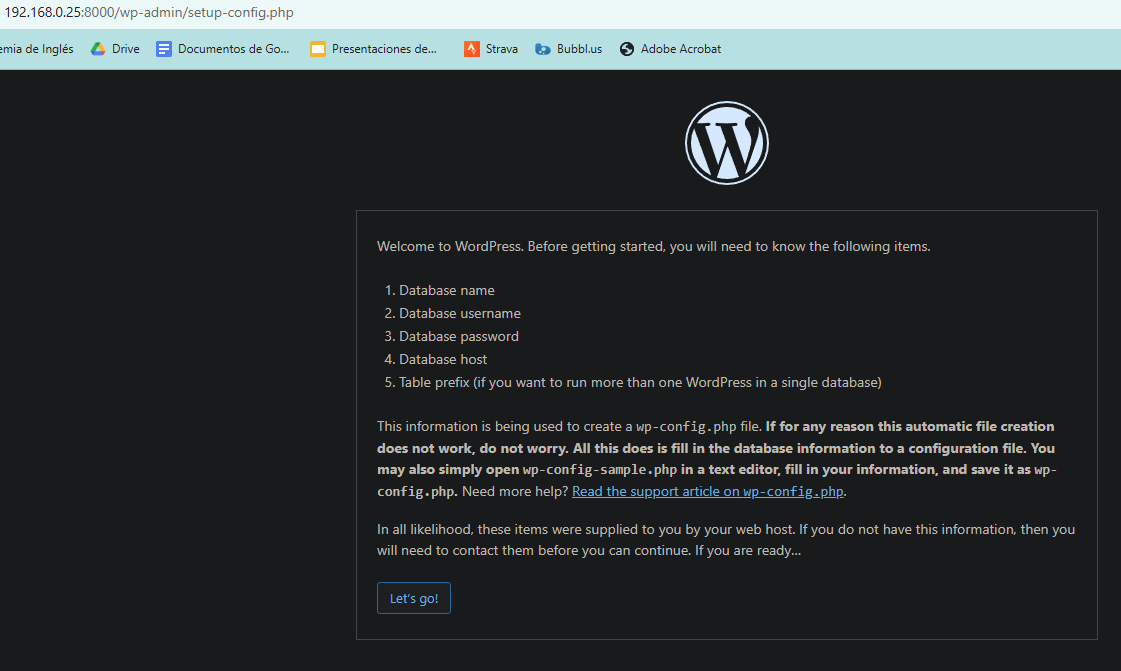 192.168.0.25:8000/wp-admin/setup-config.php
emia de Inglés Drive Documentos de Go... Presentaciones de... Strava Bubbl.us Adobe Acrobat
Welcome to WordPress. Before getting started, you will need to know the following items.
1. Database name
2. Database username
3. Database password
4. Database host
5. Table prefix (if you want to run more than one WordPress in a single database)
This information is being used to create a wp-config.php file. If for any reason this automatic file creation
does not work, do not worry. All this does is fill in the database information to a configuration file. You
may also simply open wp-config-sample.php in a text editor, fill in your information, and save it as wp-
config.php. Need more help? Read the support article on wp-config.php.
In all likelihood, these items were supplied to you by your web host. If you do not have this information, then you
will need to contact them before you can continue. If you are ready...
Let's go!